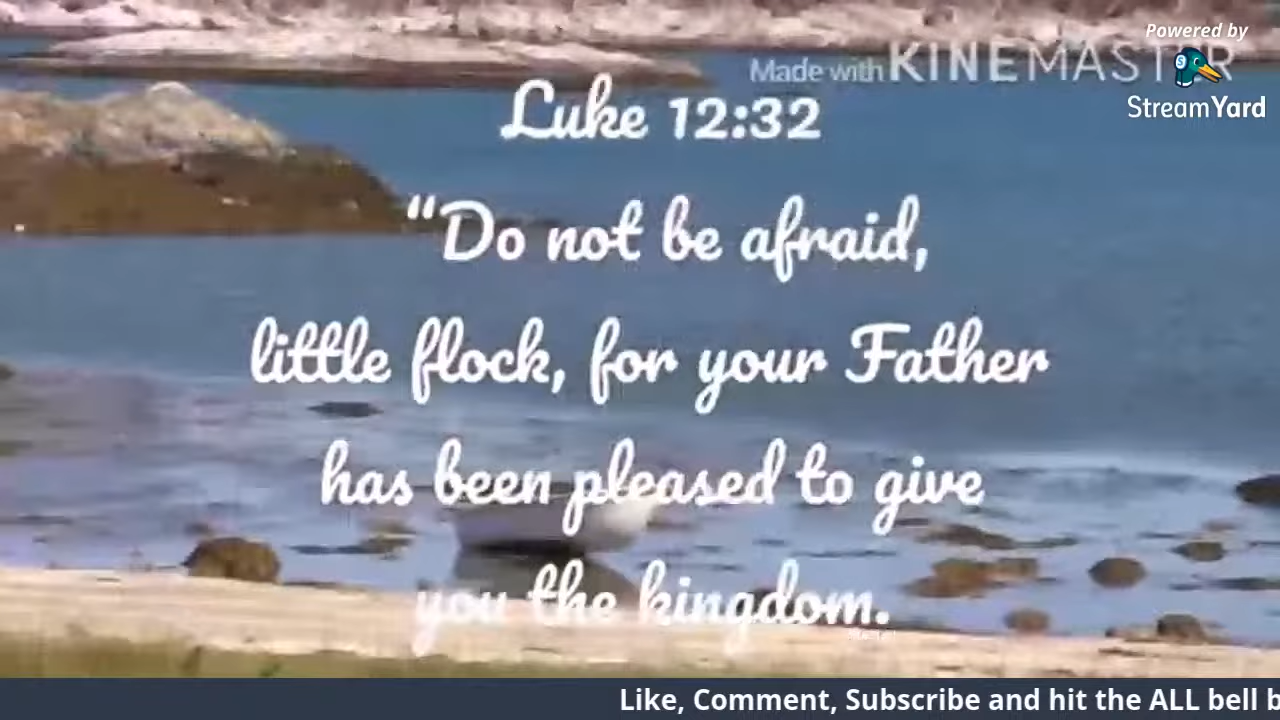 Powered by
Made with KINEMASTER
StreamYard
Luke 12:32
“Do not be afraid,
little flock, for your Father
has been pleased to give
you the kingdom.
Like, Comment, Subscribe and hit the ALL bell b